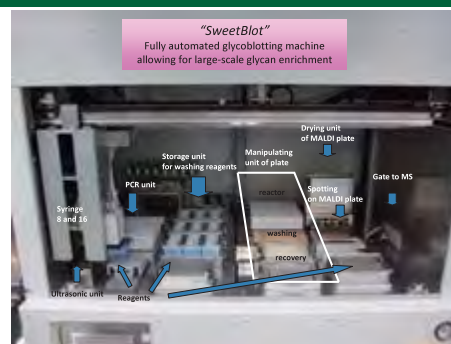 “SweetBlot”
Fully automated glycoblotting machine
allowing for large-scale glycan enrichment
Drying unit
of MALDI plate
Storage unit
for washing reagents
Manipulating
unit of plate
PCR unit
Gate to MS
reactor
Spotting
on MALDI plate
Syringe
8 and 16
washing
recovery
Ultrasonic unit
Reagents